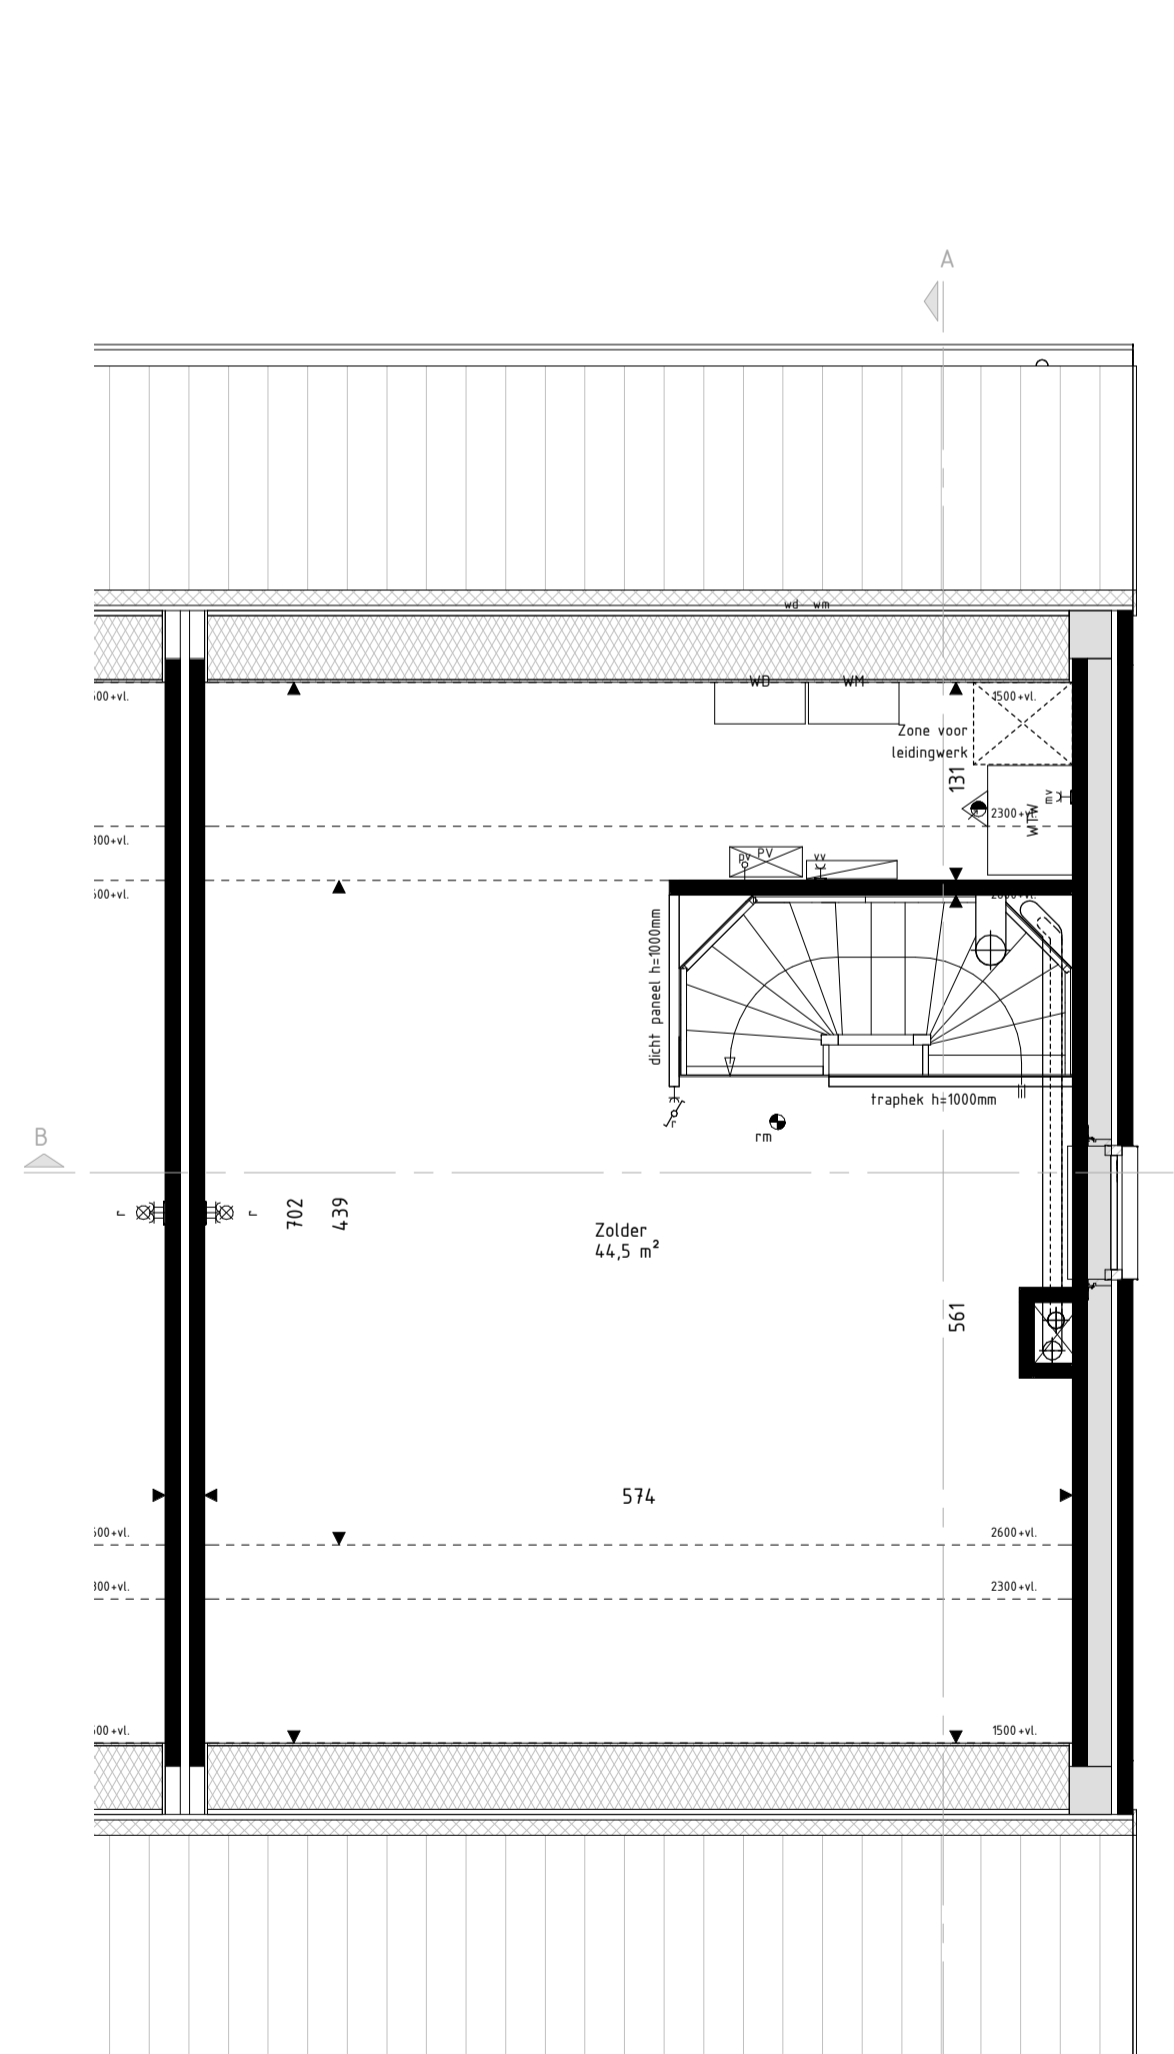 A
wd wm
WD WM
1500+vl.
Zone voor
leidingwerk
131
mv
2300+vl.
WTW
pv PV
vv
dicht paneel h=1000mm
traphek h=1000mm
r
rm
B
r
r
702
439
Zolder
44,5 m²
561
574
2600+vl.
2300+vl.
1500+vl.